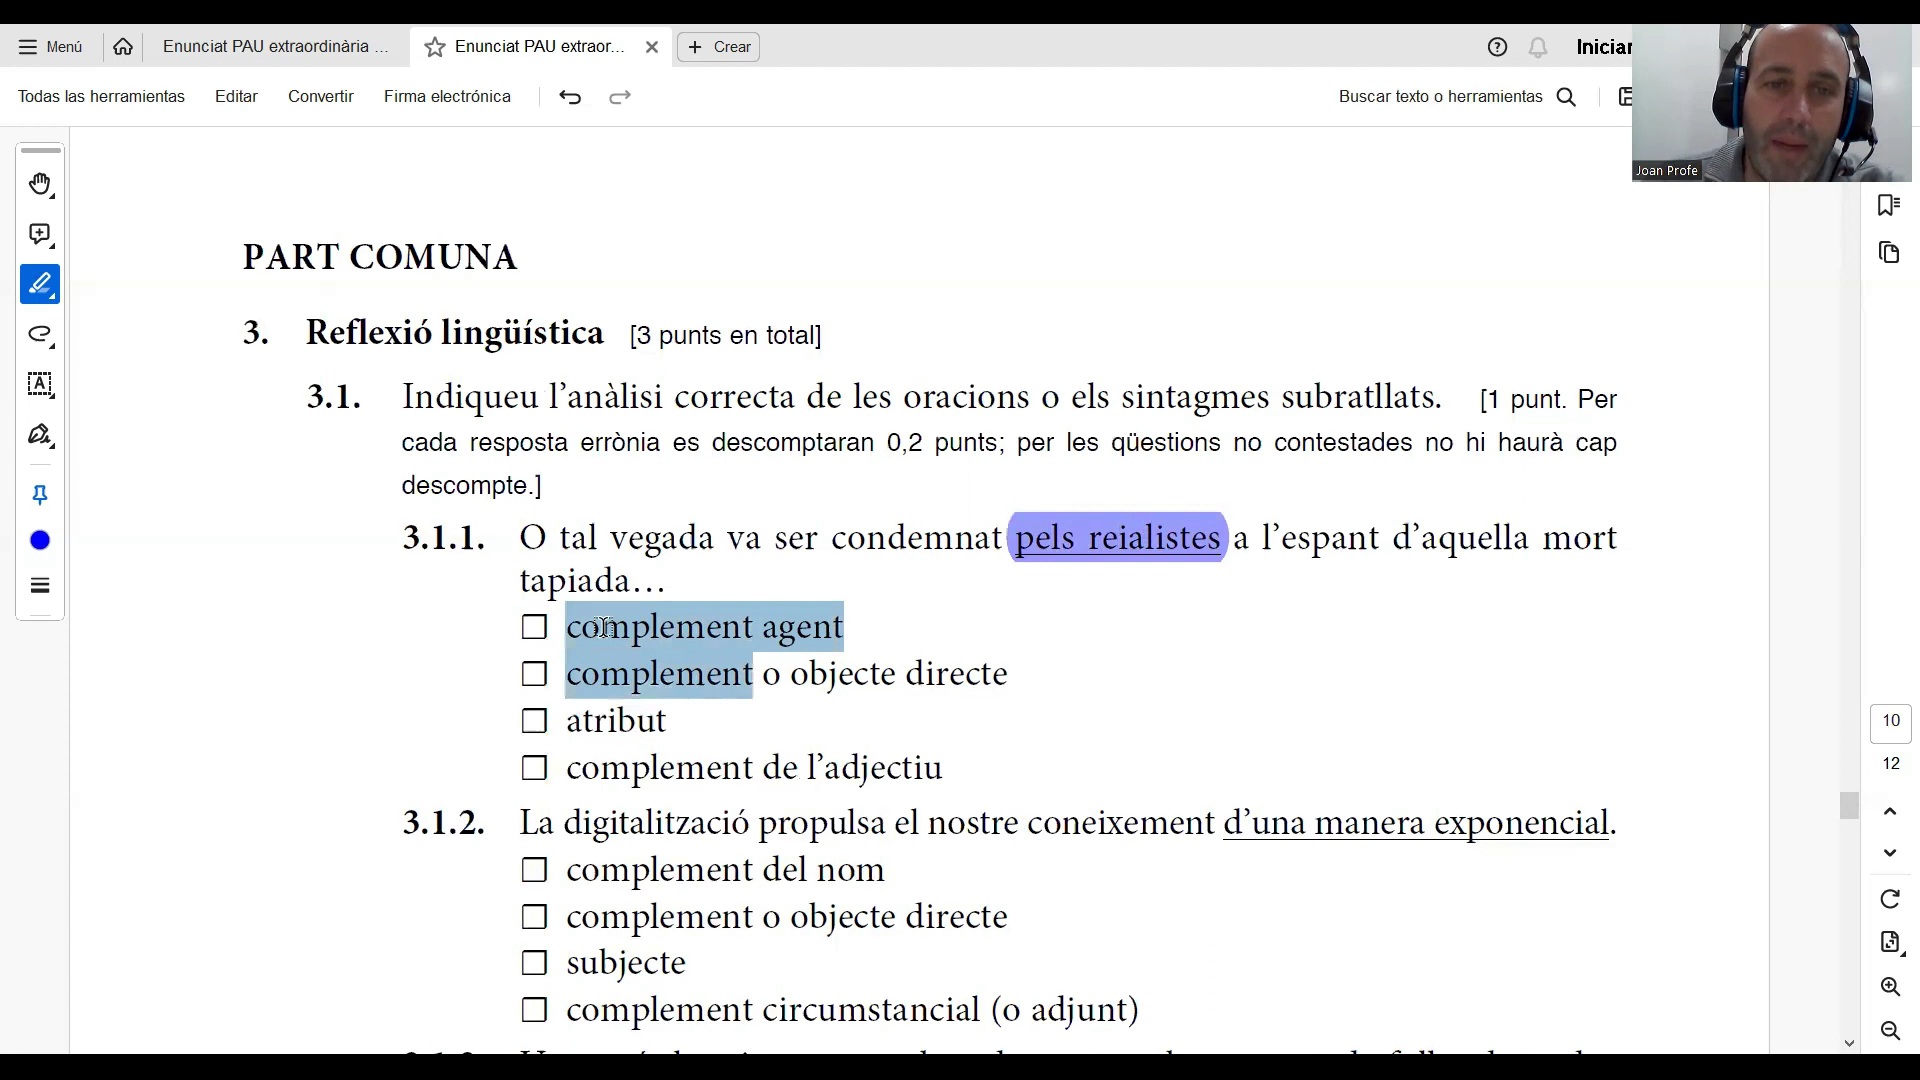 Menú
Enunciat PAU extraordinària ...
Enunciat PAU extraor...
Crear
Iniciar
Todas las herramientas
Editar
Convertir
Firma electrónica
Buscar texto o herramientas
Joan Profe
PART COMUNA
3. Reflexió lingüística [3 punts en total]
3.1. Indiqueu l’anàlisi correcta de les oracions o els sintagmes subratllats. [1 punt. Per
cada resposta errònia es descomptaran 0,2 punts; per les qüestions no contestades no hi haurà cap
descompte.]
3.1.1. O tal vegada va ser condemnat pels reialistes a l’espant d’aquella mort
tapiada…
❒ complement agent
❒ complement o objecte directe
❒ atribut
❒ complement de l’adjectiu
3.1.2. La digitalització propulsa el nostre coneixement d’una manera exponencial.
❒ complement del nom
❒ complement o objecte directe
❒ subjecte
❒ complement circumstancial (o adjunt)
10
12